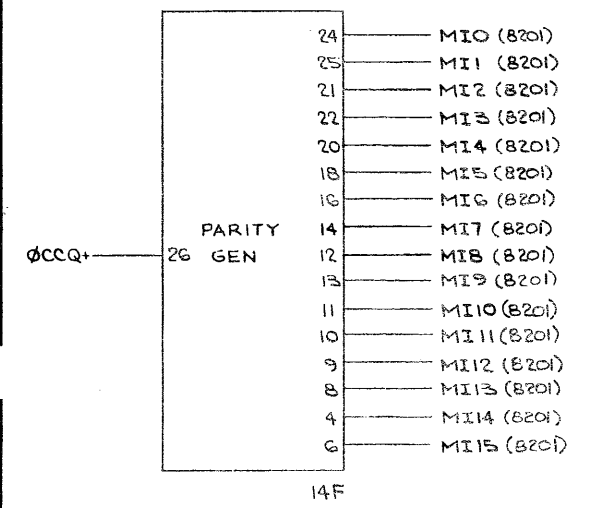 24 MI0 (8201)
25 MI1 (8201)
21 MI2 (8201)
22 MI3 (8201)
20 MI4 (8201)
18 MI5 (8201)
16 MI6 (8201)
PARITY 14 MI7 (8201)
ØCCQ+ 26 GEN 12 MI8 (8201)
13 MI9 (8201)
11 MI10 (8201)
10 MI11 (8201)
9 MI12 (8201)
8 MI13 (8201)
4 MI14 (8201)
6 MI15 (8201)
14F